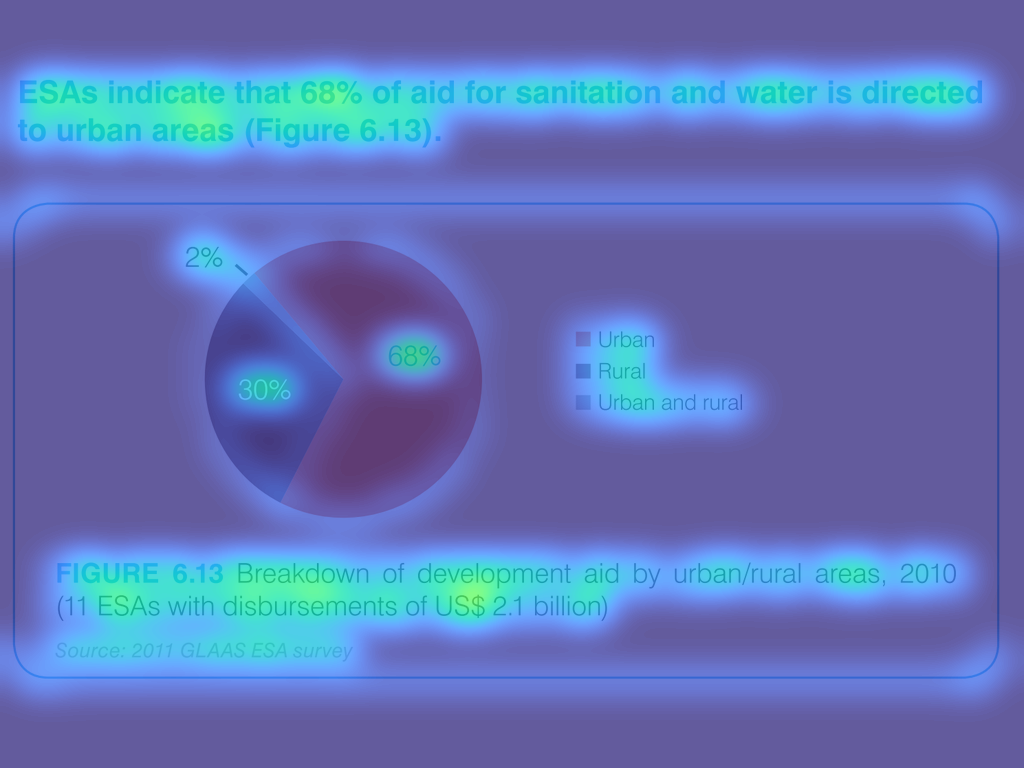 ESAs indicate that 68% of aid for sanitation and water is directed
to urban areas (Figure 6.13).
2%
68%
30%
Urban
Rural
Urban and rural
FIGURE 6.13 Breakdown of development aid by urban/rural areas, 2010
(11 ESAs with disbursements of US$ 2.1 billion)
Source: 2011 GLAAS ESA survey